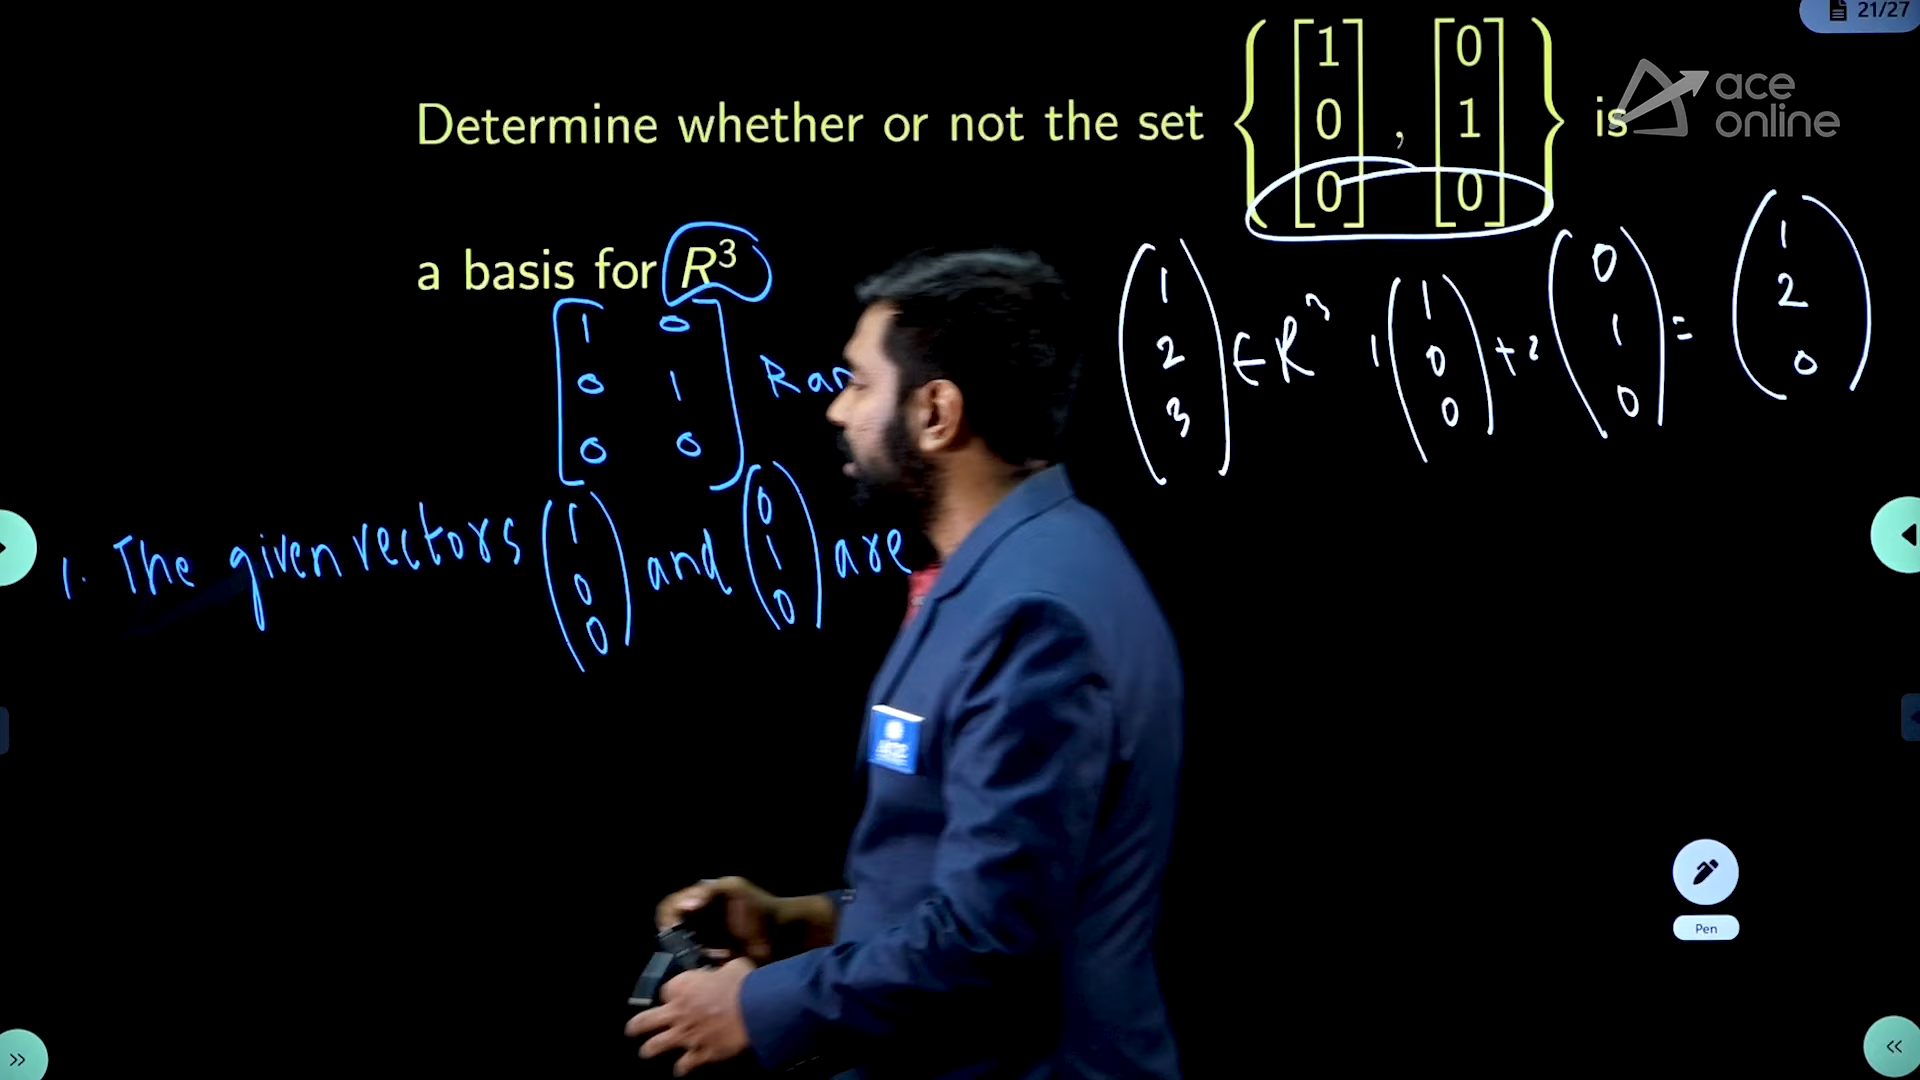 21/27
Determine whether or not the set { [1 0 0] , [0 1 0] } is
ace
online
a basis for R³
[1 0
0 1
0 0]
(1 2 3) ∈ R³ 1(1 0 0) + 2(0 1 0) = (1 2 0)
1. The given vectors (1 0 0) and (0 1 0) are
Pen